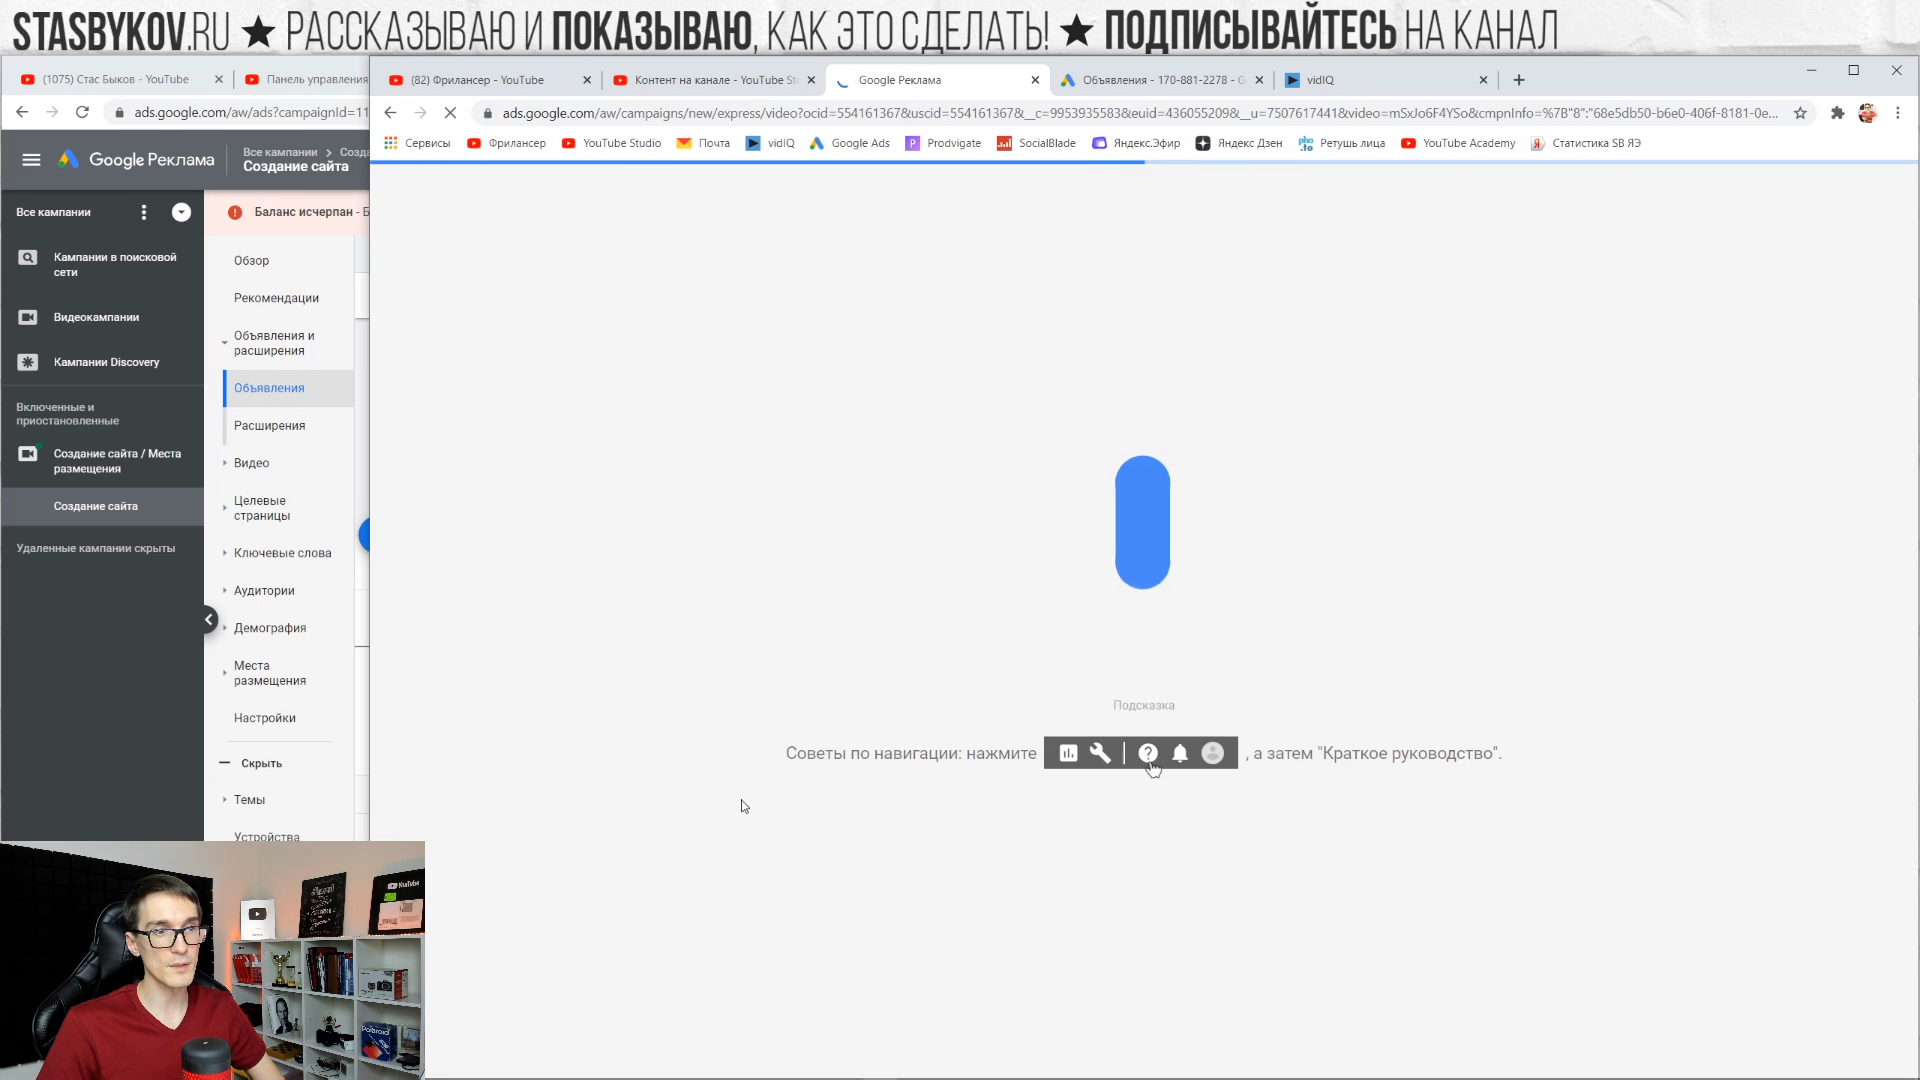 STASBYKOV.RU ★ РАССКАЗЫВАЮ И ПОКАЗЫВАЮ, КАК ЭТО СДЕЛАТЬ! ★ ПОДПИСЫВАЙТЕСЬ НА КАНАЛ
(1075) Стас Быков - YouTube
Панель управления
(82) Фрилансер - YouTube
Контент на канале - YouTube St
Google Реклама
Объявления - 170-881-2278 - G
vidIQ
ads.google.com/aw/ads?campaignId=11
ads.google.com/aw/campaigns/new/express/video?ocid=554161367&uscid=554161367&__c=9953935583&euid=436055209&__u=7507617441&video=mSxJo6F4YSo&cmpnInfo=%7B"8":"68e5db50-b6e0-406f-8181-0e...
Сервисы
Фрилансер
YouTube Studio
Почта
vidIQ
Google Ads
Prodvigate
SocialBlade
Яндекс.Эфир
Яндекс Дзен
Ретушь лица
YouTube Academy
Статистика SB ЯЭ
Google Реклама
Все кампании > Созда
Создание сайта
Все кампании
Кампании в поисковой
сети
Видеокампании
Кампании Discovery
Включенные и
приостановленные
Создание сайта / Места
размещения
Создание сайта
Удаленные кампании скрыты
Баланс исчерпан - Б
Обзор
Рекомендации
Объявления и
расширения
Объявления
Расширения
Видео
Целевые
страницы
Ключевые слова
Аудитории
Демография
Места
размещения
Настройки
Скрыть
Темы
Устройства
Подсказка
Советы по навигации: нажмите , а затем "Краткое руководство".
YouTube
Polaroid